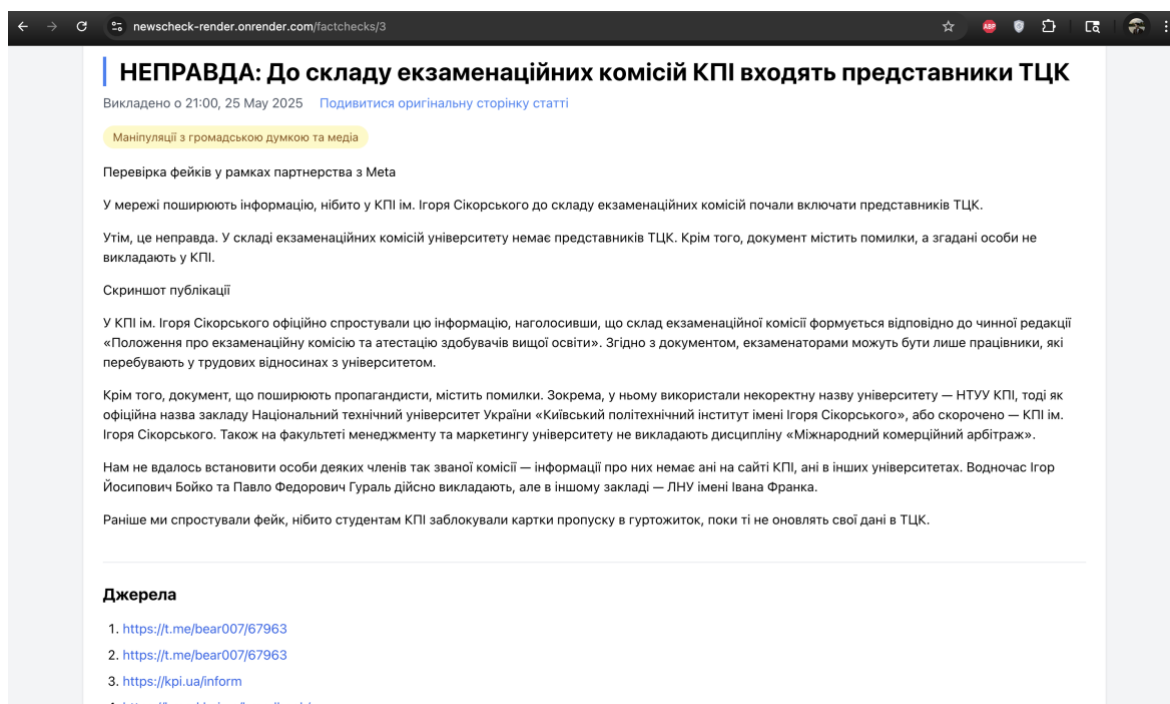 newscheck-render.onrender.com/factchecks/3
НЕПРАВДА: До складу екзаменаційних комісій КПІ входять представники ТЦК
Викладено о 21:00, 25 May 2025 Подивитися оригінальну сторінку статті
Маніпуляції з громадською думкою та медіа
Перевірка фейків у рамках партнерства з Meta
У мережі поширюють інформацію, нібито у КПІ ім. Ігоря Сікорського до складу екзаменаційних комісій почали включати представників ТЦК.
Утім, це неправда. У складі екзаменаційних комісій університету немає представників ТЦК. Крім того, документ містить помилки, а згадані особи не
викладають у КПІ.
Скриншот публікації
У КПІ ім. Ігоря Сікорського офіційно спростували цю інформацію, наголосивши, що склад екзаменаційної комісії формується відповідно до чинної редакції
«Положення про екзаменаційну комісію та атестацію здобувачів вищої освіти». Згідно з документом, екзаменаторами можуть бути лише працівники, які
перебувають у трудових відносинах з університетом.
Крім того, документ, що поширюють пропагандисти, містить помилки. Зокрема, у ньому використали некоректну назву університету — НТУУ КПІ, тоді як
офіційна назва закладу Національний технічний університет України «Київський політехнічний інститут імені Ігоря Сікорського», або скорочено — КПІ ім.
Ігоря Сікорського. Також на факультеті менеджменту та маркетингу університету не викладають дисципліну «Міжнародний комерційний арбітраж».
Нам не вдалось встановити особи деяких членів так званої комісії — інформації про них немає ані на сайті КПІ, ані в інших університетах. Водночас Ігор
Йосипович Бойко та Павло Федорович Гураль дійсно викладають, але в іншому закладі — ЛНУ імені Івана Франка.
Раніше ми спростували фейк, нібито студентам КПІ заблокували картки пропуску в гуртожиток, поки ті не оновлять свої дані в ТЦК.
Джерела
1. https://t.me/bear007/67963
2. https://t.me/bear007/67963
3. https://kpi.ua/inform